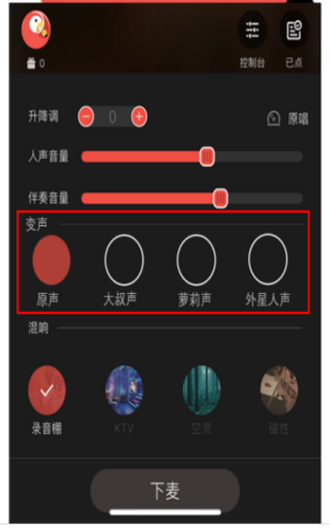 0
控制台 已点
升降调 0 原唱
人声音量
伴奏音量
变声
原声 大叔声 萝莉声 外星人声
混响
录音棚 KTV 空灵 磁性
下麦